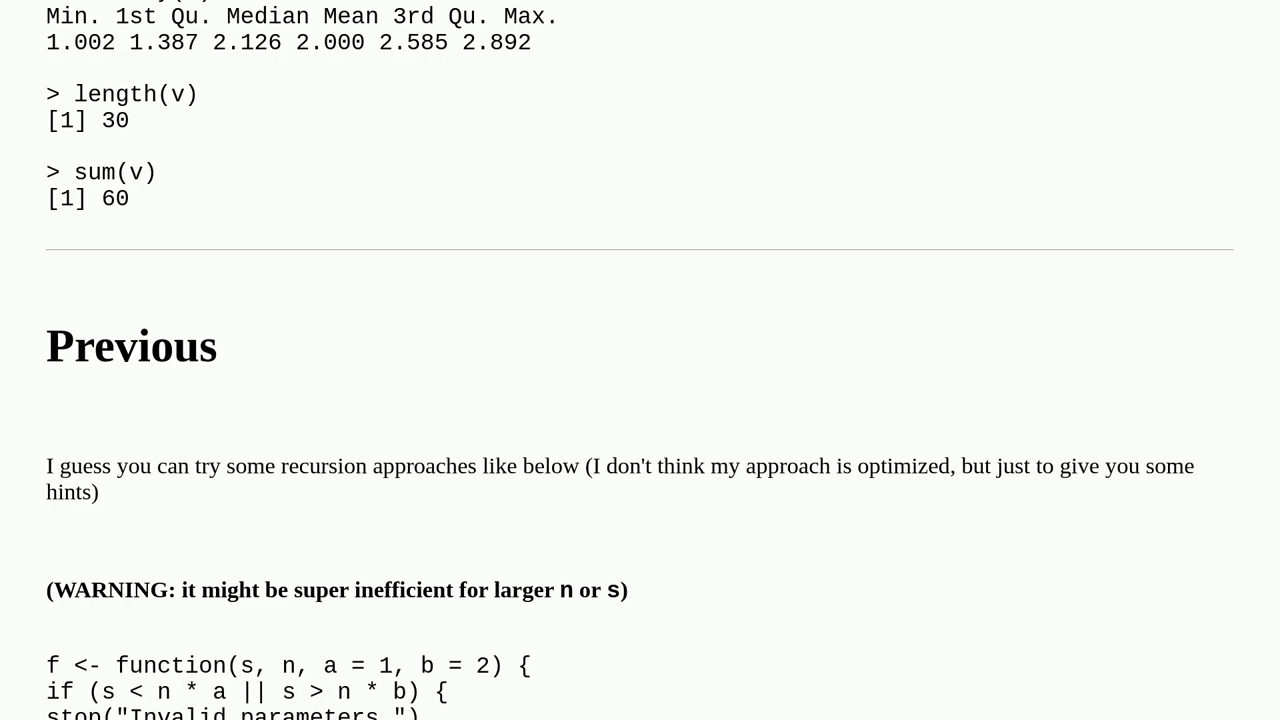 Min. 1st Qu. Median Mean 3rd Qu. Max.
1.002 1.387 2.126 2.000 2.585 2.892
> length(v)
[1] 30
> sum(v)
[1] 60
Previous
I guess you can try some recursion approaches like below (I don't think my approach is optimized, but just to give you some
hints)
(WARNING: it might be super inefficient for larger n or s)
f <- function(s, n, a = 1, b = 2) {
if (s < n * a || s > n * b) {
stop("Invalid parameters.")